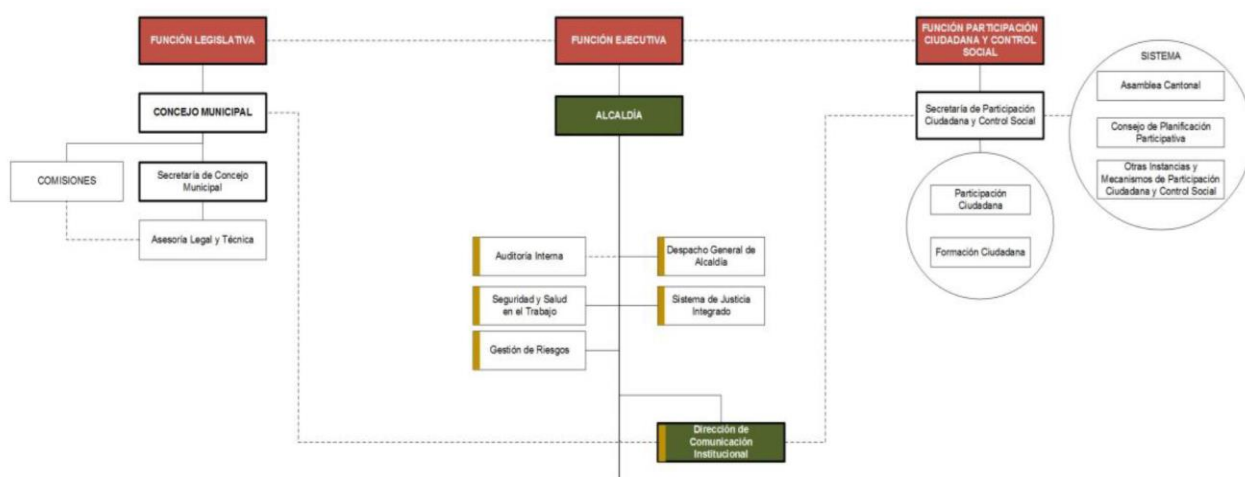 FUNCIÓN LEGISLATIVA
FUNCIÓN EJECUTIVA
FUNCIÓN PARTICIPACIÓN
CIUDADANA Y CONTROL
SOCIAL
SISTEMA
Asamblea Cantonal
Consejo de Planificación
Participativa
Otras Instancias y
Mecanismos de Participación
Ciudadana y Control Social
CONCEJO MUNICIPAL
ALCALDÍA
Secretaría de Participación
Ciudadana y Control Social
COMISIONES
Secretaría de Concejo
Municipal
Asesoría Legal y Técnica
Participación
Ciudadana
Formación Ciudadana
Auditoría Interna
Despacho General de
Alcaldía
Seguridad y Salud
en el Trabajo
Sistema de Justicia
Integrado
Gestión de Riesgos
Dirección de
Comunicación
Institucional